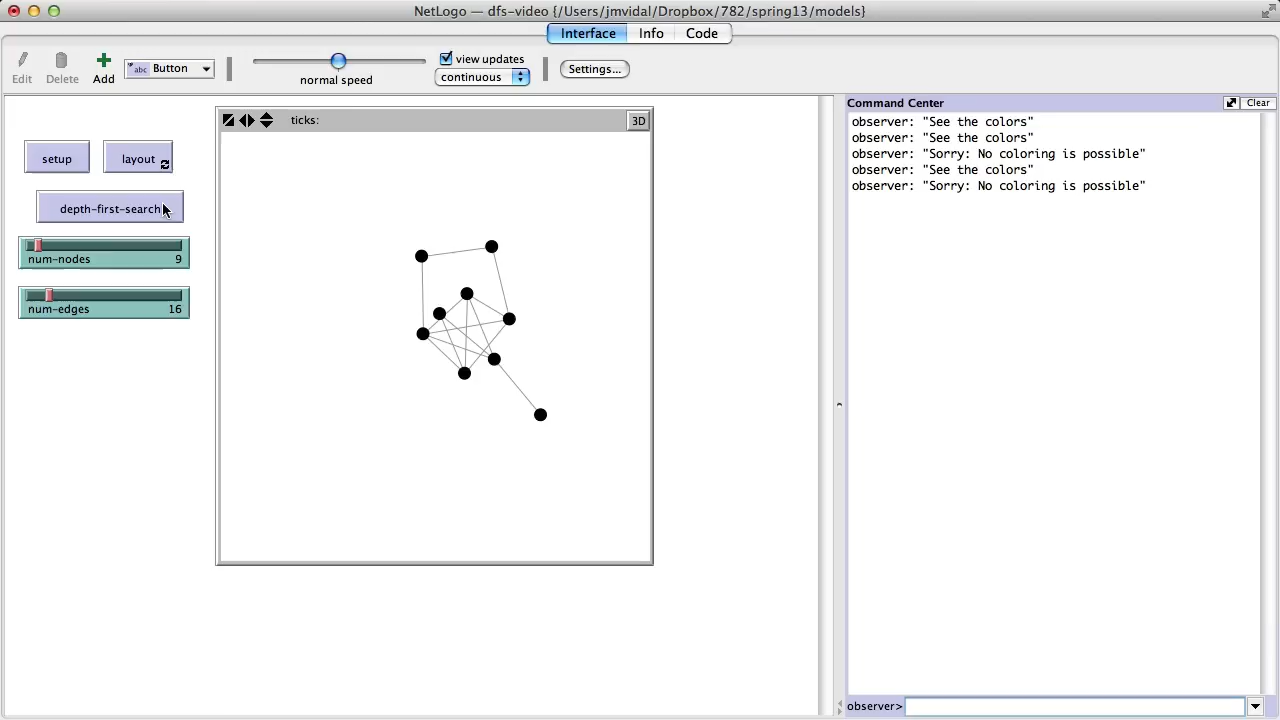 NetLogo — dfs-video {/Users/jmvidal/Dropbox/782/spring13/models}
Interface Info Code
Edit Delete Add abc Button normal speed view updates continuous Settings...
ticks: 3D
setup layout
depth-first-search
num-nodes 9
num-edges 16
Command Center Clear
observer: "See the colors"
observer: "See the colors"
observer: "Sorry: No coloring is possible"
observer: "See the colors"
observer: "Sorry: No coloring is possible"
observer>